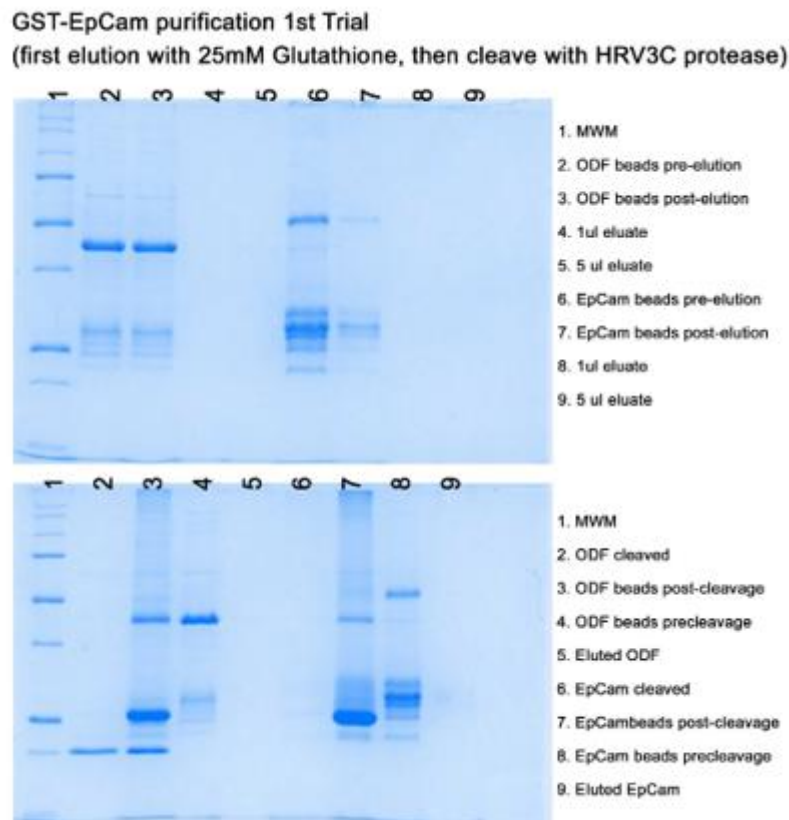 GST-EpCam purification 1st Trial
(first elution with 25mM Glutathione, then cleave with HRV3C protease)
1 2 3 4 5 6 7 8 9
1. MWM
2. ODF beads pre-elution
3. ODF beads post-elution
4. 1ul eluate
5. 5 ul eluate
6. EpCam beads pre-elution
7. EpCam beads post-elution
8. 1ul eluate
9. 5 ul eluate
1 2 3 4 5 6 7 8 9
1. MWM
2. ODF cleaved
3. ODF beads post-cleavage
4. ODF beads precleavage
5. Eluted ODF
6. EpCam cleaved
7. EpCambeads post-cleavage
8. EpCam beads precleavage
9. Eluted EpCam